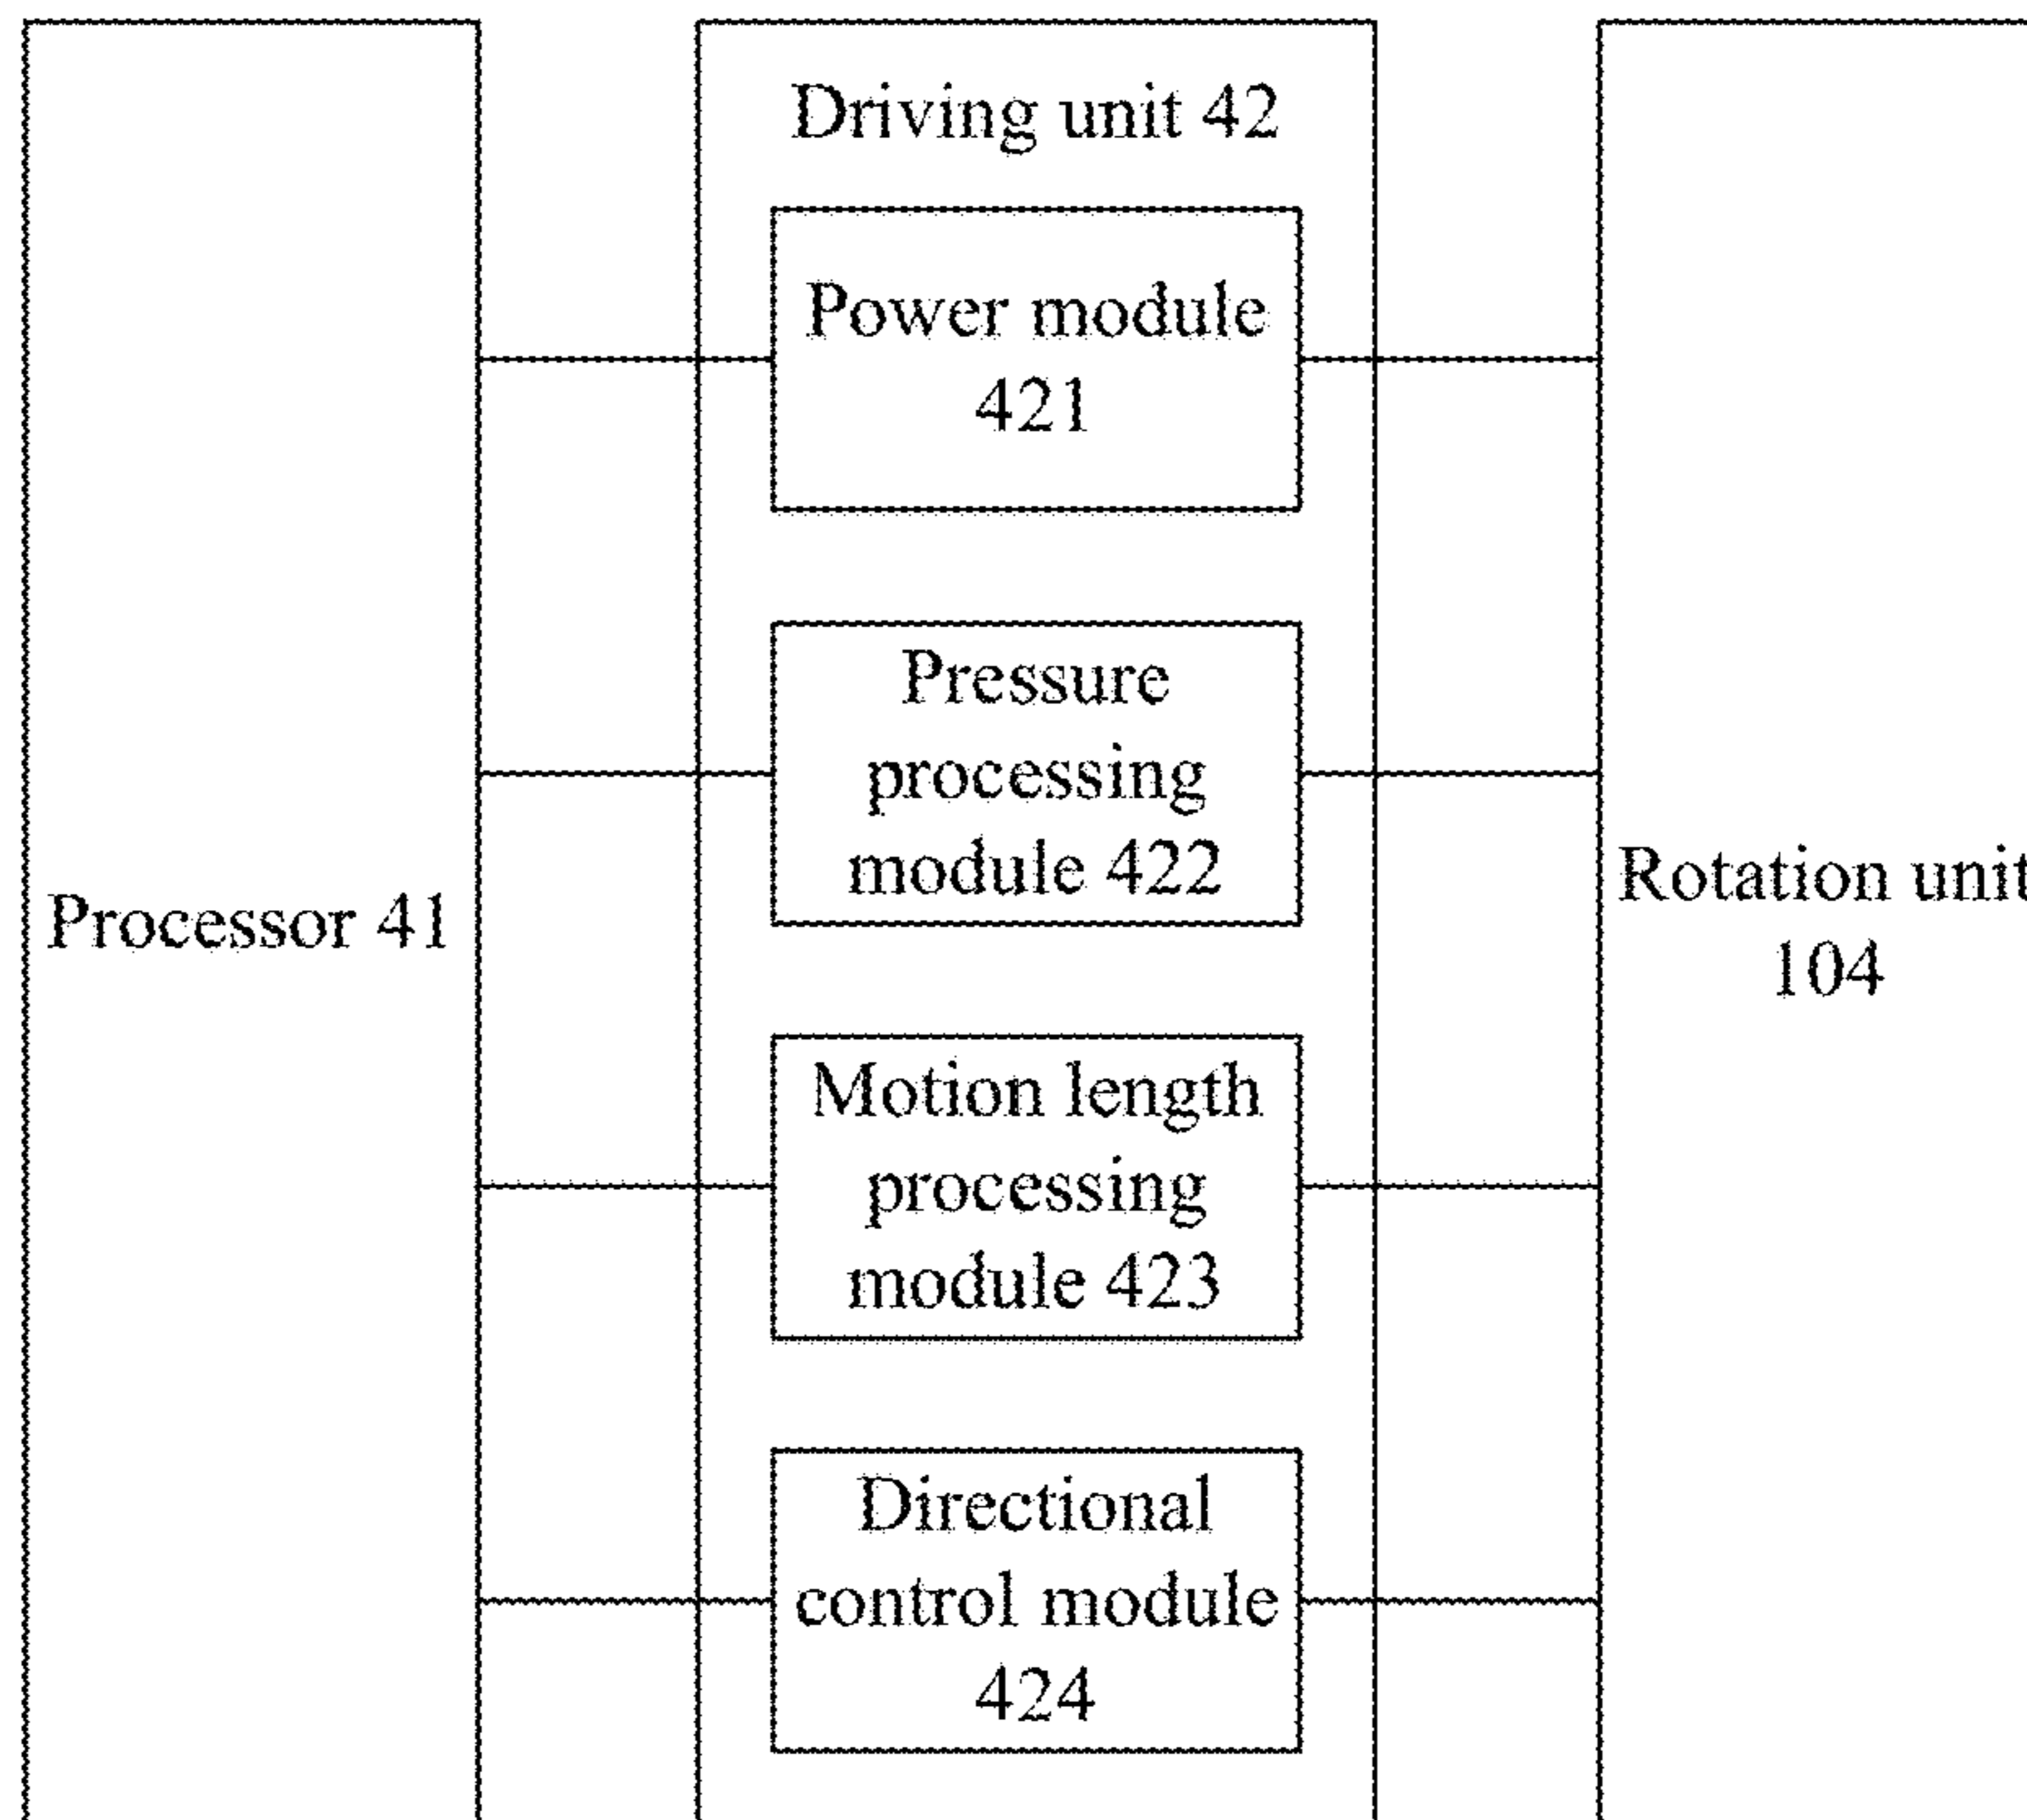 Driving unit 42
Power module
421
Pressure
processing
module 422
Processor 41
Rotation unit
104
Motion length
processing
module 423
Directional
control module
424